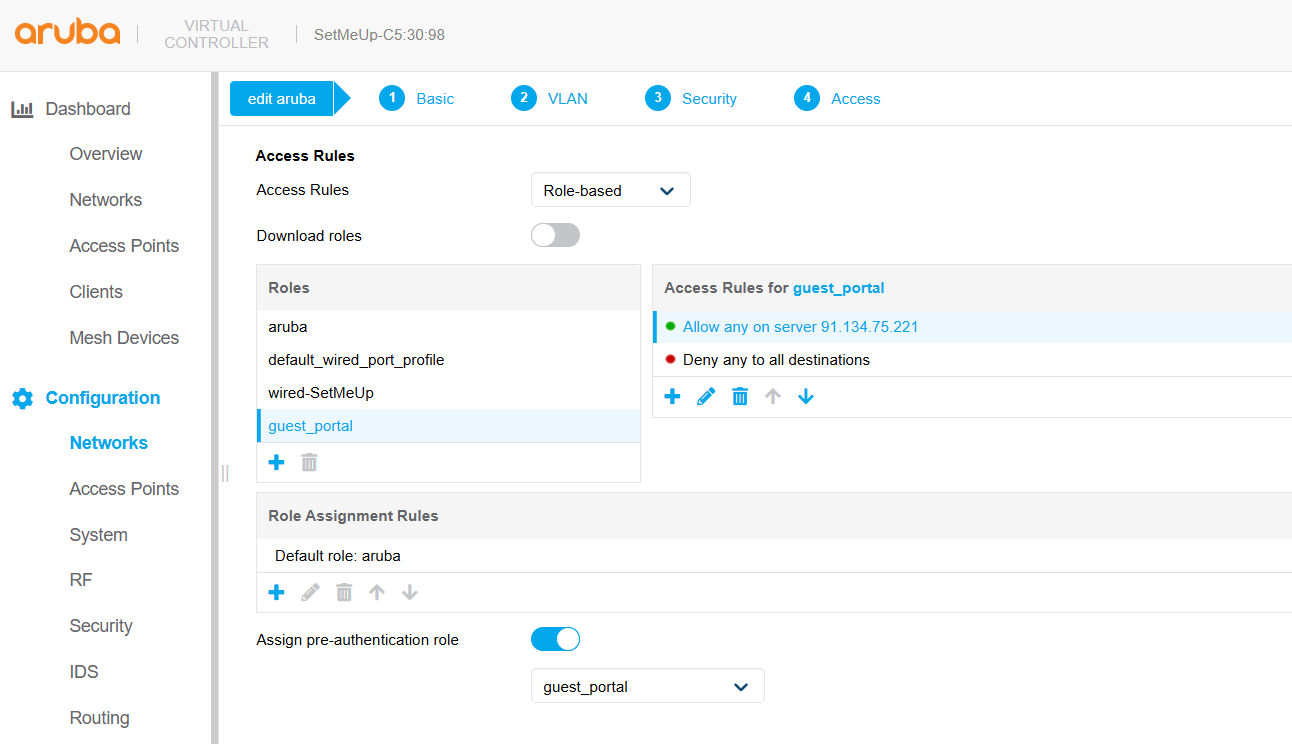 aruba
VIRTUAL
CONTROLLER
SetMeUp-C5:30:98
Dashboard
Overview
Networks
Access Points
Clients
Mesh Devices
Configuration
Networks
Access Points
System
RF
Security
IDS
Routing
edit aruba
1 Basic
2 VLAN
3 Security
4 Access
Access Rules
Access Rules
Role-based
Download roles
Roles
aruba
default_wired_port_profile
wired-SetMeUp
guest_portal
Access Rules for guest_portal
Allow any on server 91.134.75.221
Deny any to all destinations
Role Assignment Rules
Default role: aruba
Assign pre-authentication role
guest_portal